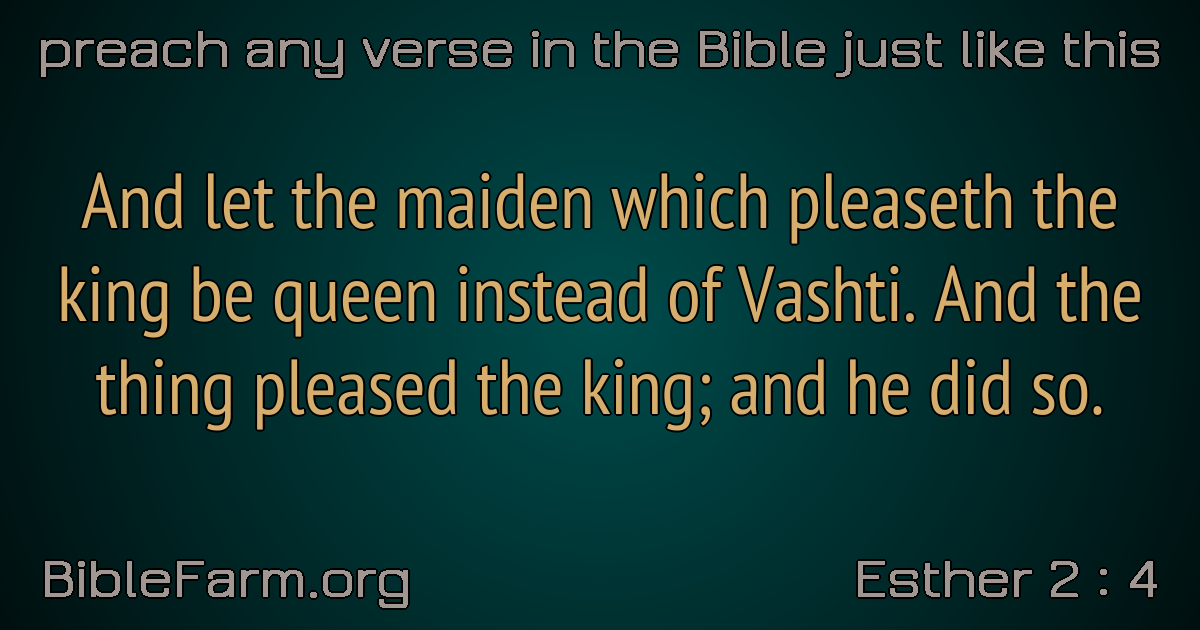 preach any verse in the Bible just like this
And let the maiden which pleaseth the
king be queen instead of Vashti. And the
thing pleased the king; and he did so.
BibleFarm.org
Esther 2 : 4